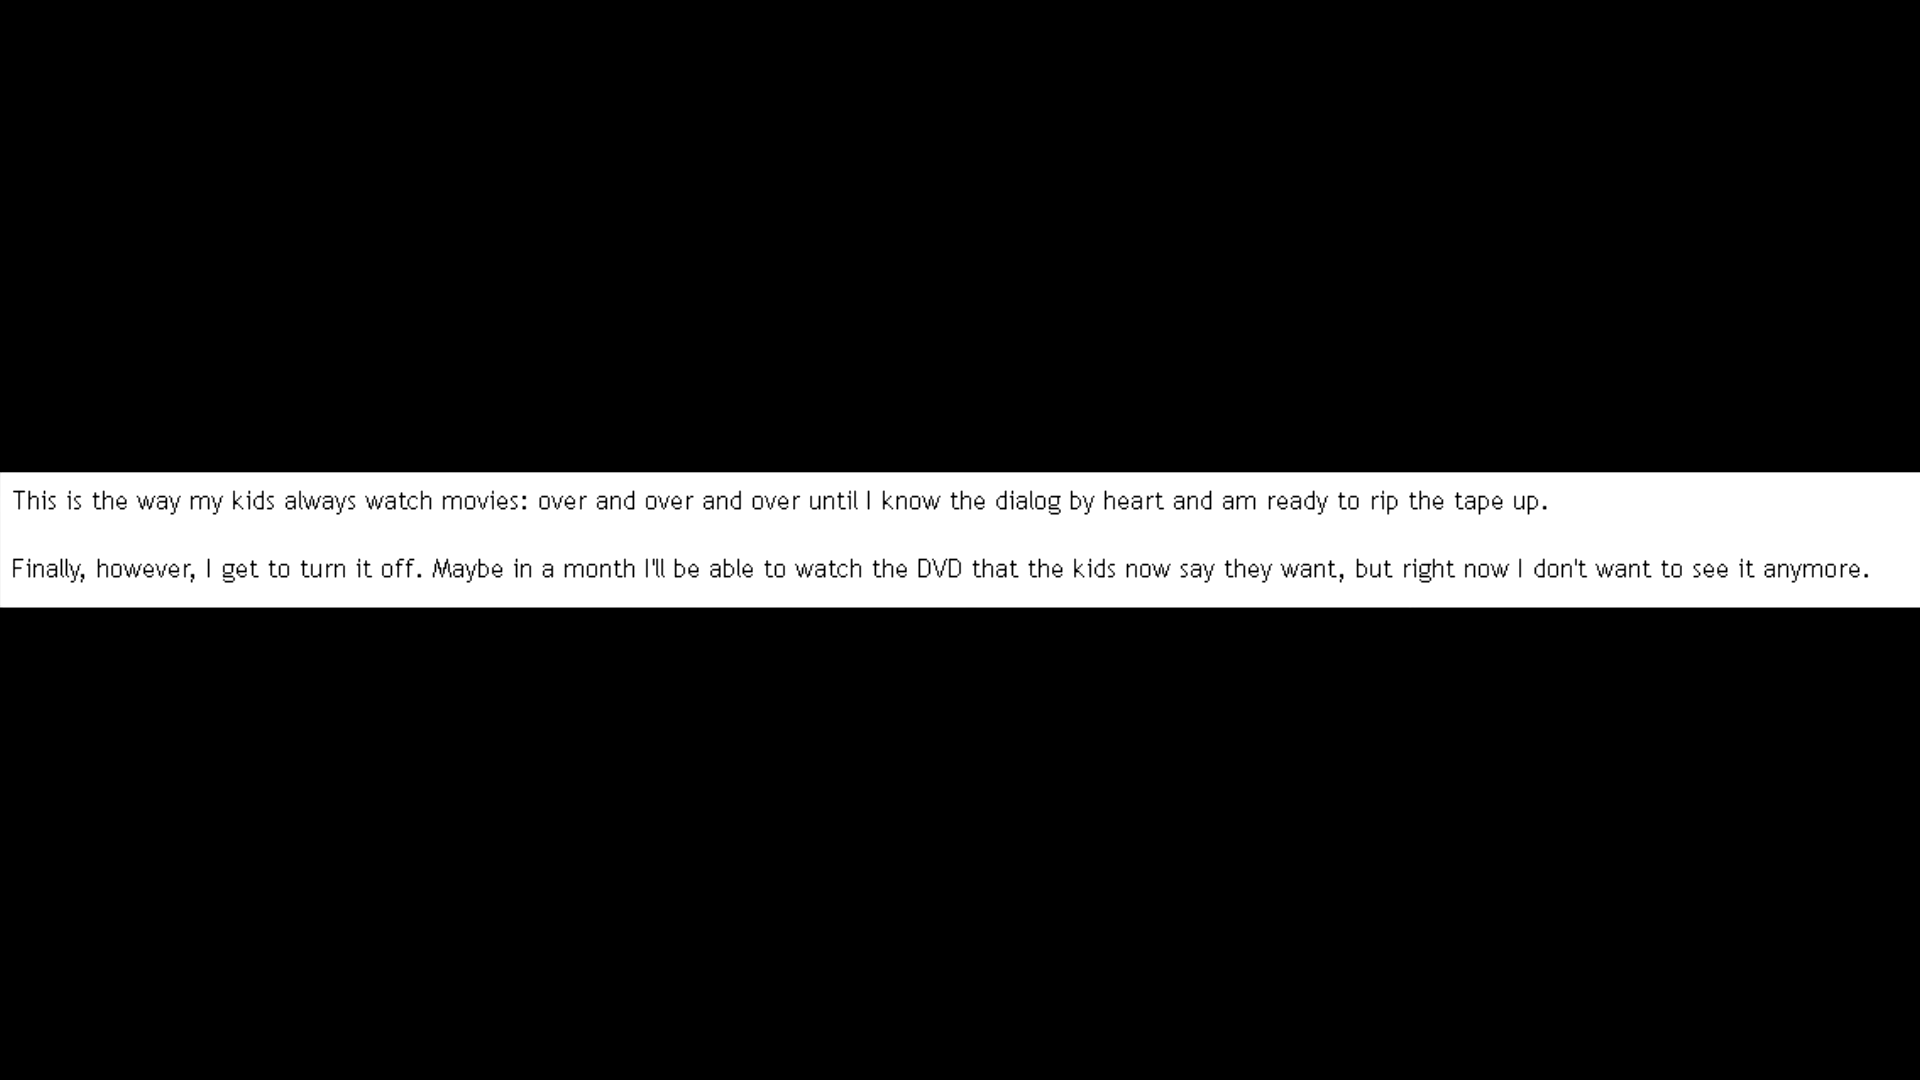 This is the way my kids always watch movies: over and over and over until I know the dialog by heart and am ready to rip the tape up.
Finally, however, I get to turn it off. Maybe in a month I'll be able to watch the DVD that the kids now say they want, but right now I don't want to see it anymore.